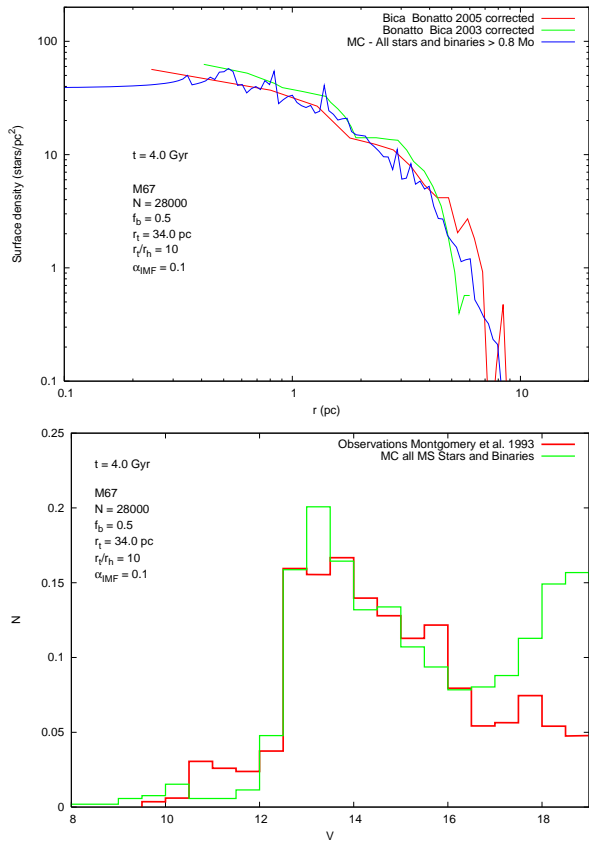 Bica Bonatto 2005 corrected
Bonatto Bica 2003 corrected
MC - All stars and binaries > 0.8 Mo
t = 4.0 Gyr
M67
N = 28000
f_b = 0.5
r_t = 34.0 pc
r_t/r_h = 10
α_IMF = 0.1
Surface density (stars/pc²)
100
10
1
0.1
0.1 1 10
r (pc)
Observations Montgomery et al. 1993
MC all MS Stars and Binaries
t = 4.0 Gyr
M67
N = 28000
f_b = 0.5
r_t = 34.0 pc
r_t/r_h = 10
α_IMF = 0.1
N
0.25
0.2
0.15
0.1
0.05
0
8 10 12 14 16 18
V